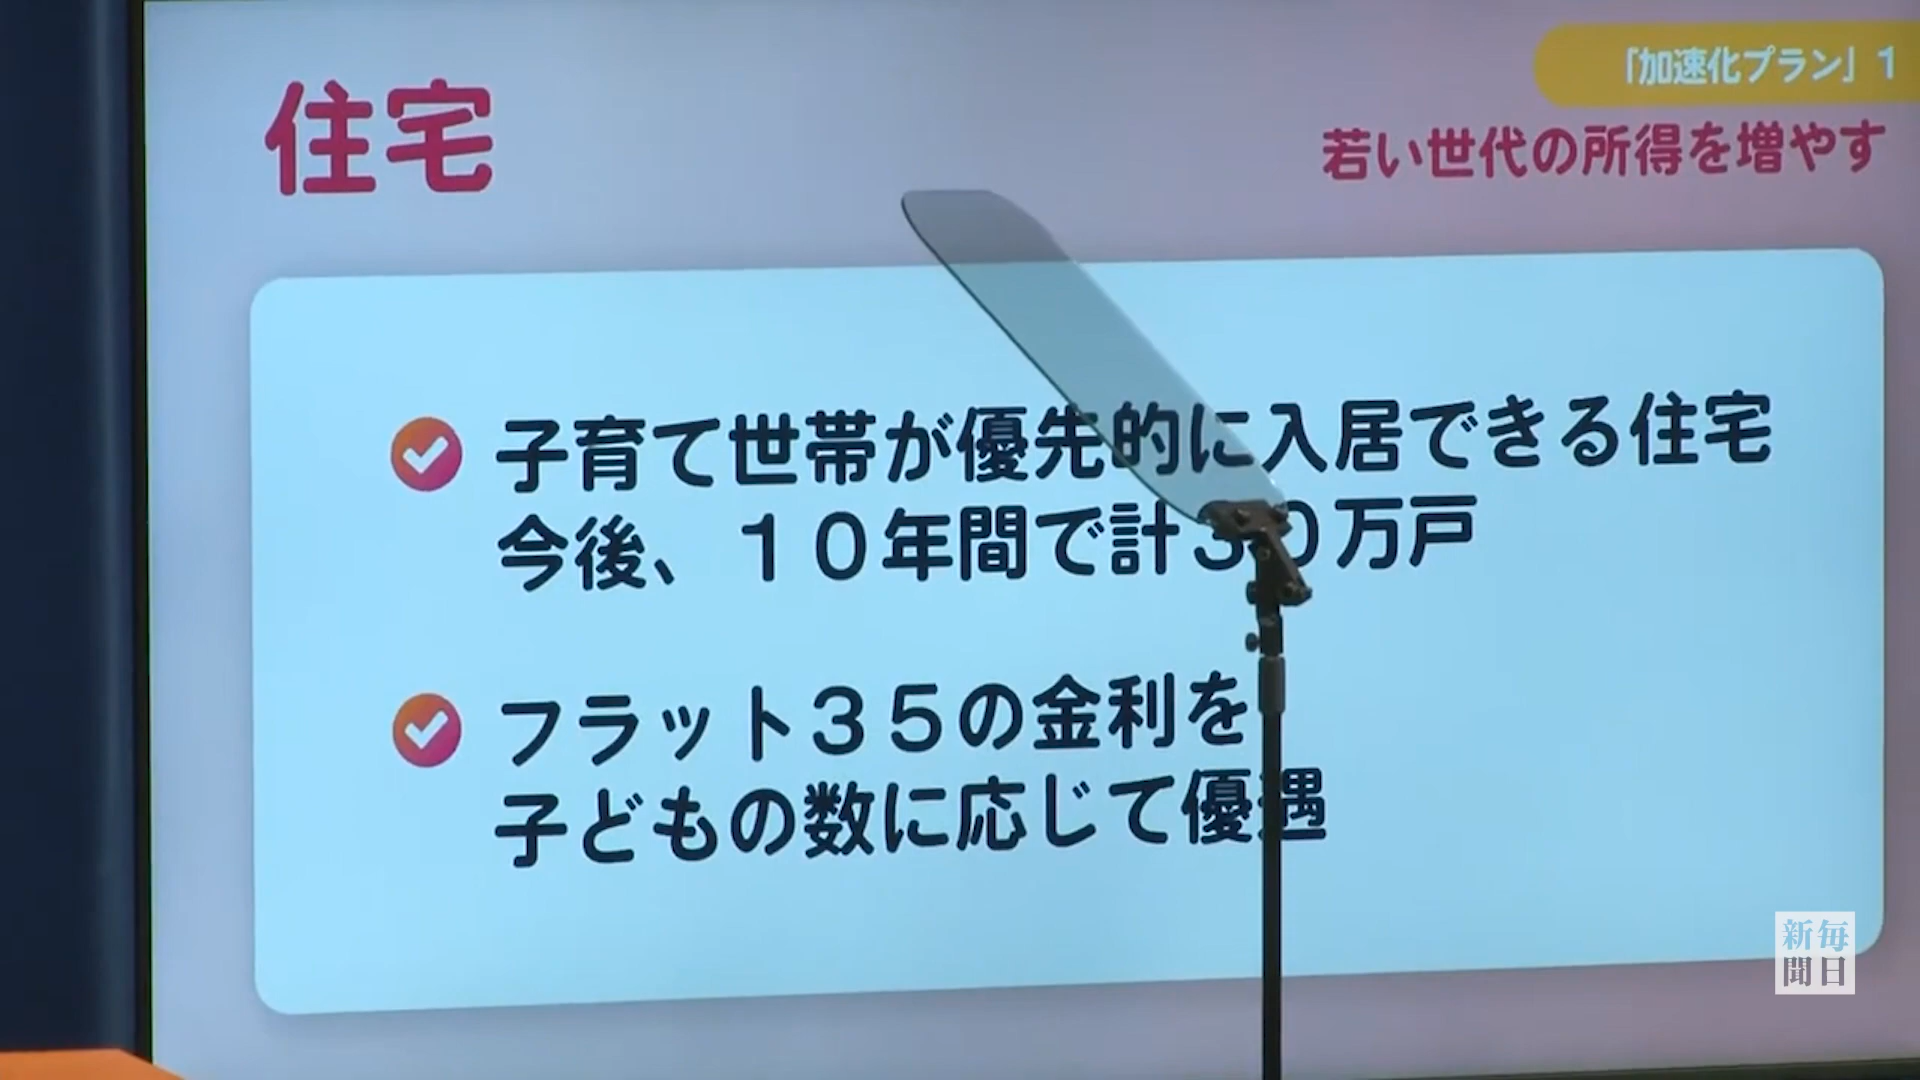 「加速化プラン」1
住宅
若い世代の所得を増やす
子育て世帯が優先的に入居できる住宅
今後、１０年間で計３０万戸
フラット３５の金利を
子どもの数に応じて優遇
毎日新聞